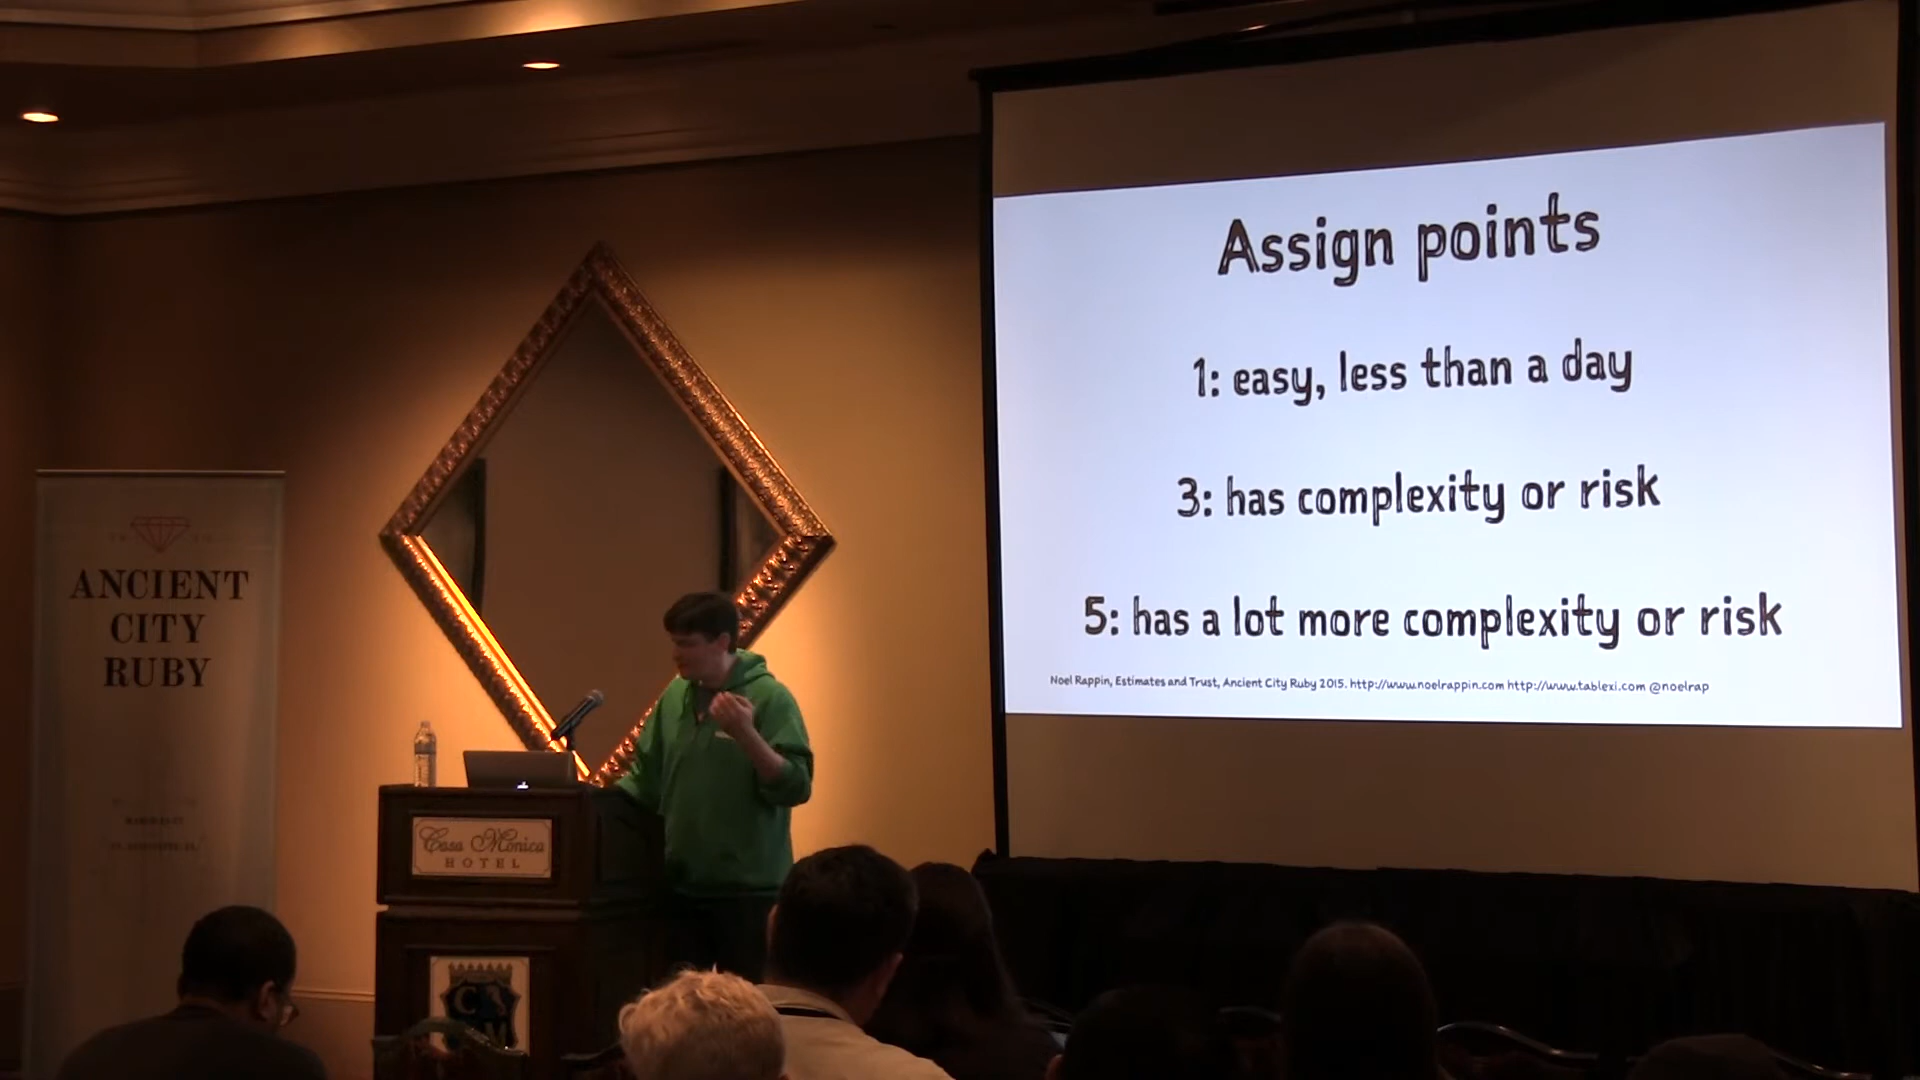 Assign points
1: easy, less than a day
3: has complexity or risk
5: has a lot more complexity or risk
Noel Rappin, Estimates and Trust, Ancient City Ruby 2015. http://www.noelrappin.com http://www.tablexi.com @noelrap
ANCIENT
CITY
RUBY
Casa Monica
HOTEL
C
M